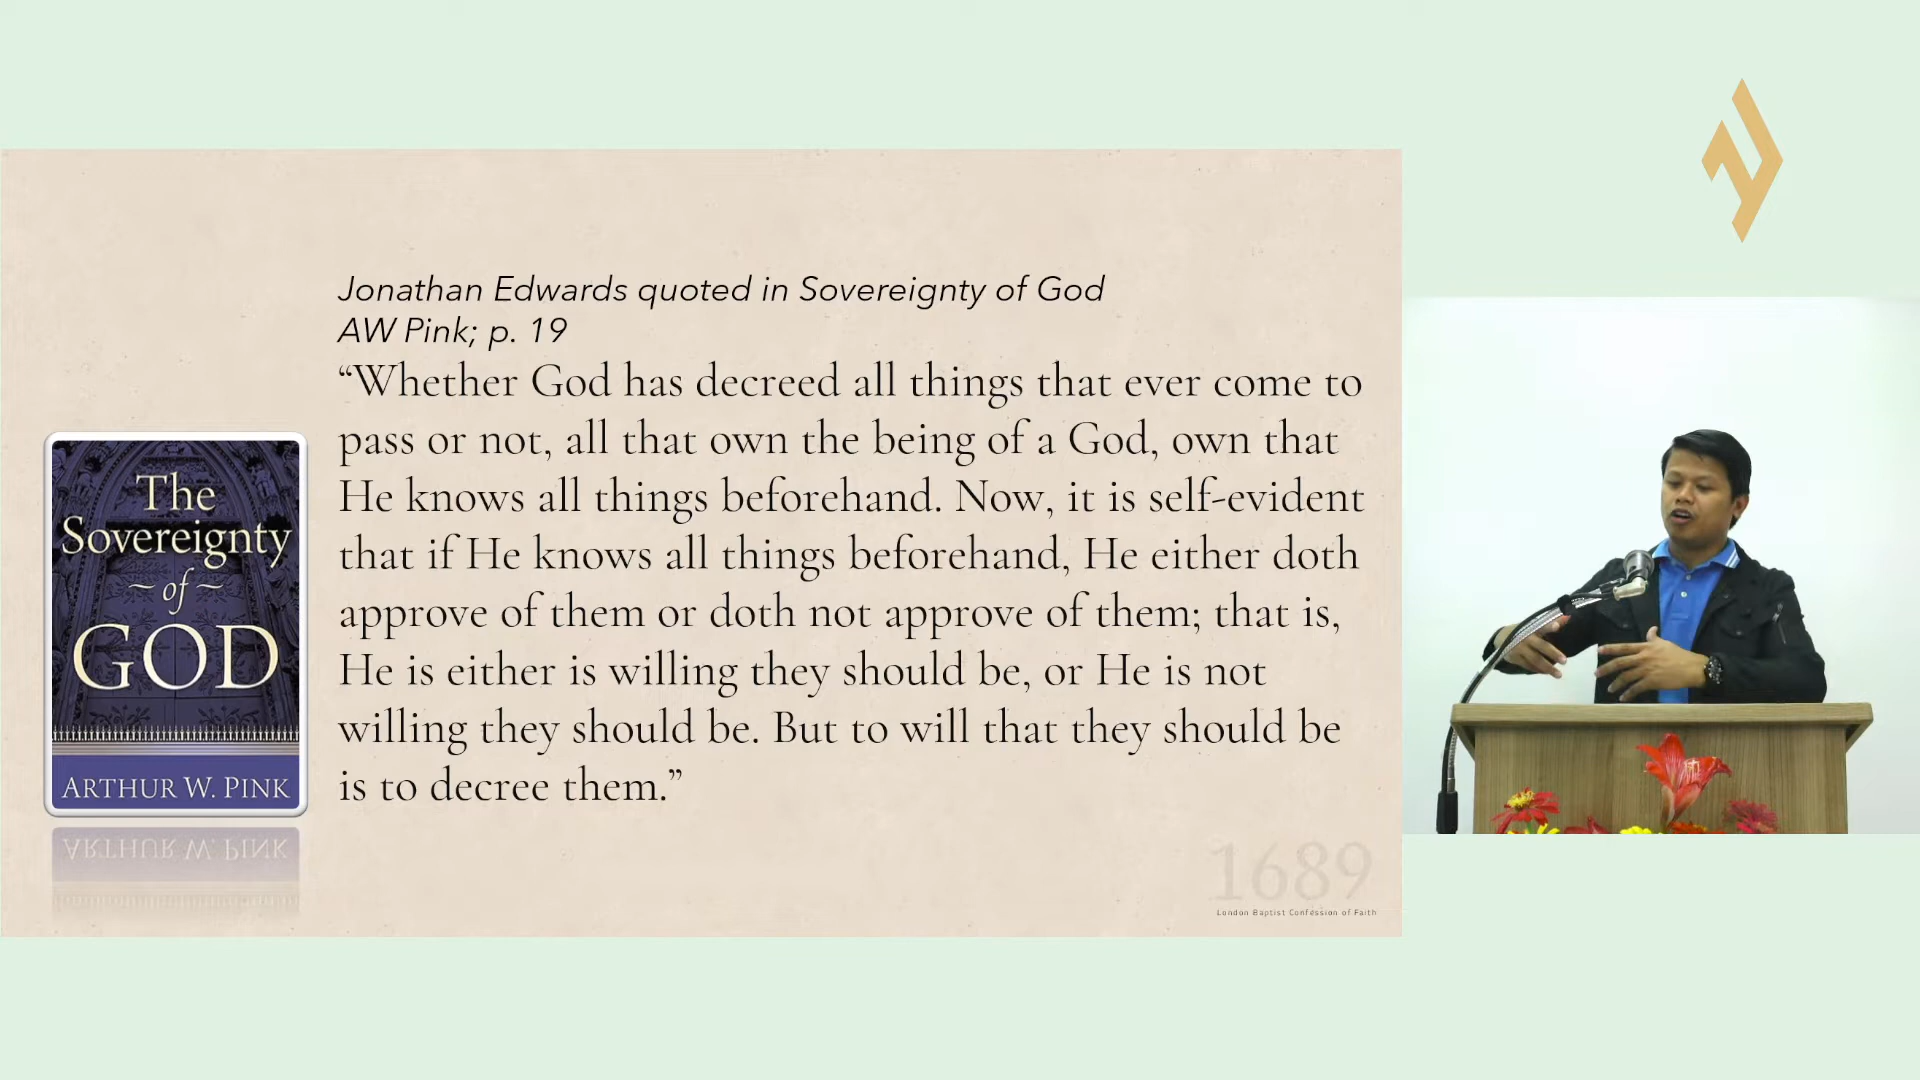 Jonathan Edwards quoted in Sovereignty of God
AW Pink; p. 19
“Whether God has decreed all things that ever come to
pass or not, all that own the being of a God, own that
He knows all things beforehand. Now, it is self-evident
that if He knows all things beforehand, He either doth
approve of them or doth not approve of them; that is,
He is either is willing they should be, or He is not
willing they should be. But to will that they should be
is to decree them.”
The
Sovereignty
~ of ~
GOD
ARTHUR W. PINK
ARTHUR W. PINK
1689
London Baptist Confession of Faith